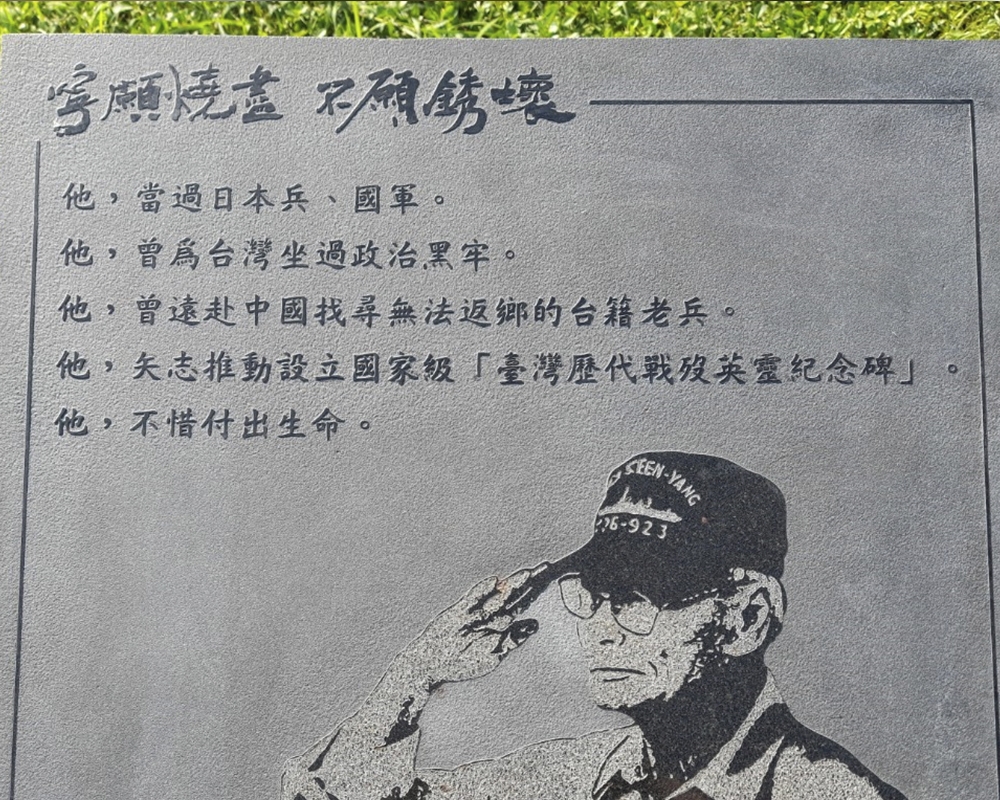 寧願燒盡 不願銹壞
他，當過日本兵、國軍。
他，曾為台灣坐過政治黑牢。
他，曾遠赴中國找尋無法返鄉的台籍老兵。
他，矢志推動設立國家級「臺灣歷代戰歿英靈紀念碑」。
他，不惜付出生命。
SEEN-YANG
26-923